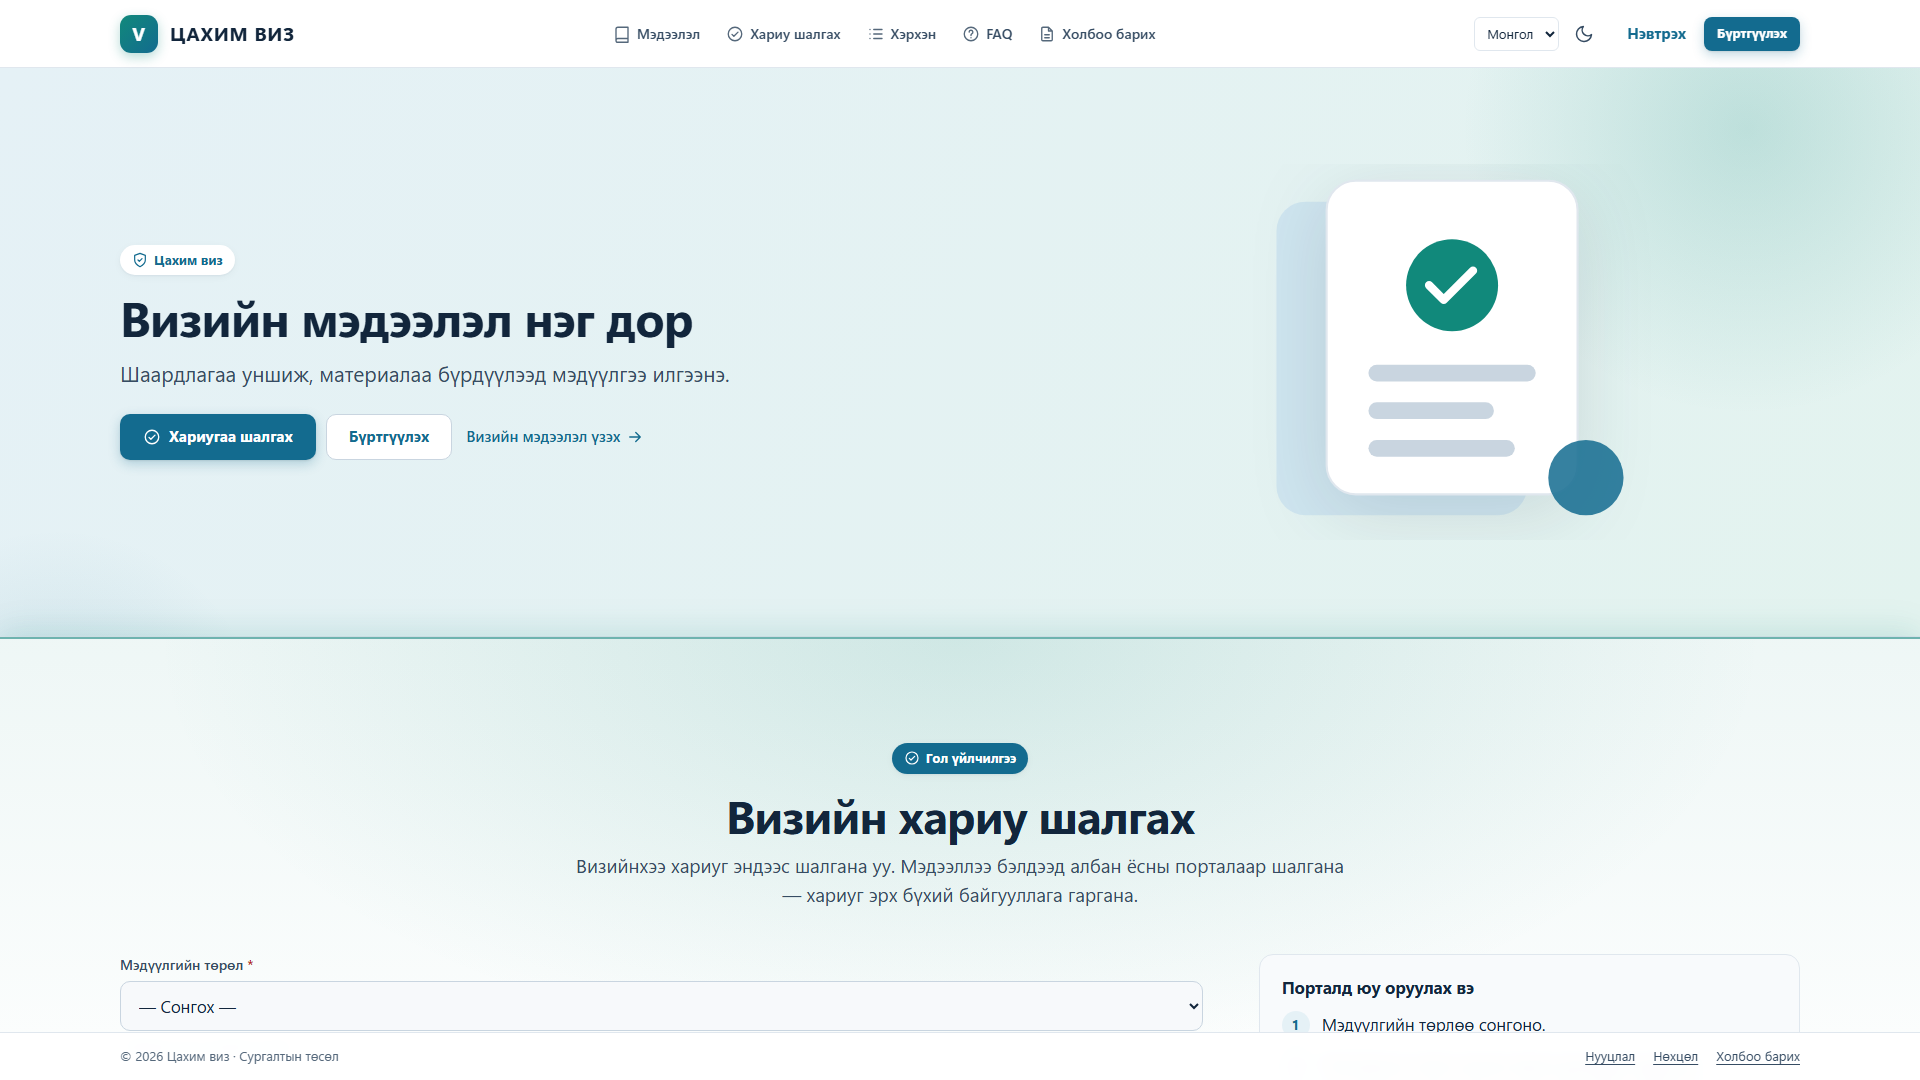 V ЦАХИМ ВИЗ
Мэдээлэл
Хариу шалгах
Хэрхэн
FAQ
Холбоо барих
Монгол
Нэвтрэх
Бүртгүүлэх
Цахим виз
Визийн мэдээлэл нэг дор
Шаардлагаа уншиж, материалаа бүрдүүлээд мэдүүлгээ илгээнэ.
Хариугаа шалгах
Бүртгүүлэх
Визийн мэдээлэл үзэх →
Гол үйлчилгээ
Визийн хариу шалгах
Визийнхээ хариуг эндээс шалгана уу. Мэдээллээ бэлдээд албан ёсны порталаар шалгана
— хариуг эрх бүхий байгууллага гаргана.
Мэдүүлгийн төрөл *
— Сонгох —
Порталд юу оруулах вэ
1 Мэдүүлгийн төрлөө сонгоно.
© 2026 Цахим виз · Сургалтын төсөл
Нууцлал
Нөхцөл
Холбоо барих